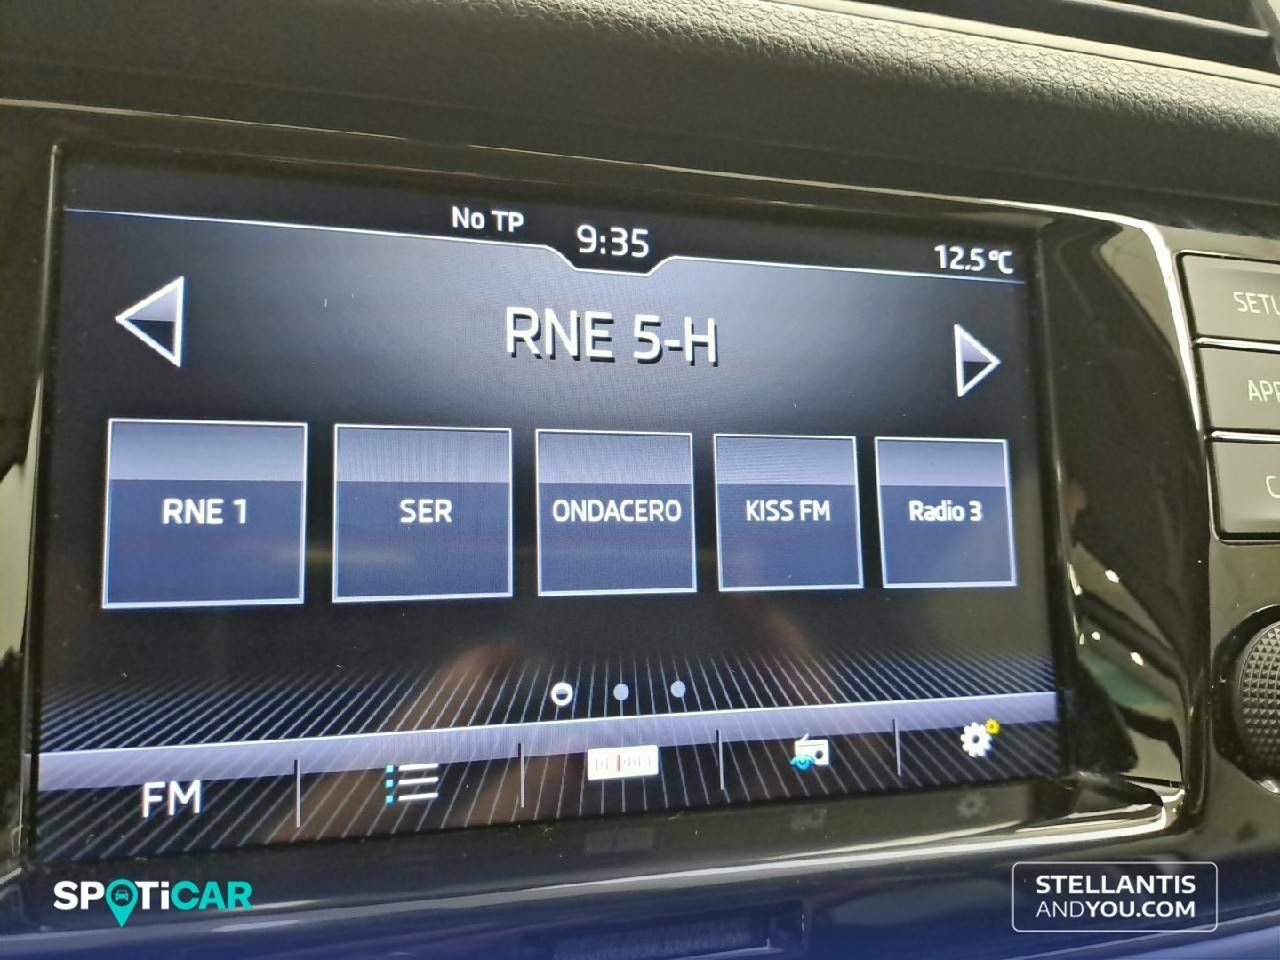 No TP
9:35
12.5°C
RNE 5-H
RNE 1
SER
ONDACERO
KISS FM
Radio 3
FM
SPOTiCAR
STELLANTIS
ANDYOU.COM